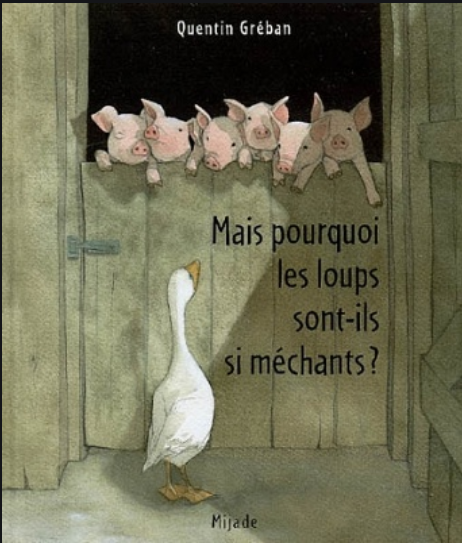 Quentin Gréban
Mais pourquoi
les loups
sont-ils
si méchants ?
Mijade